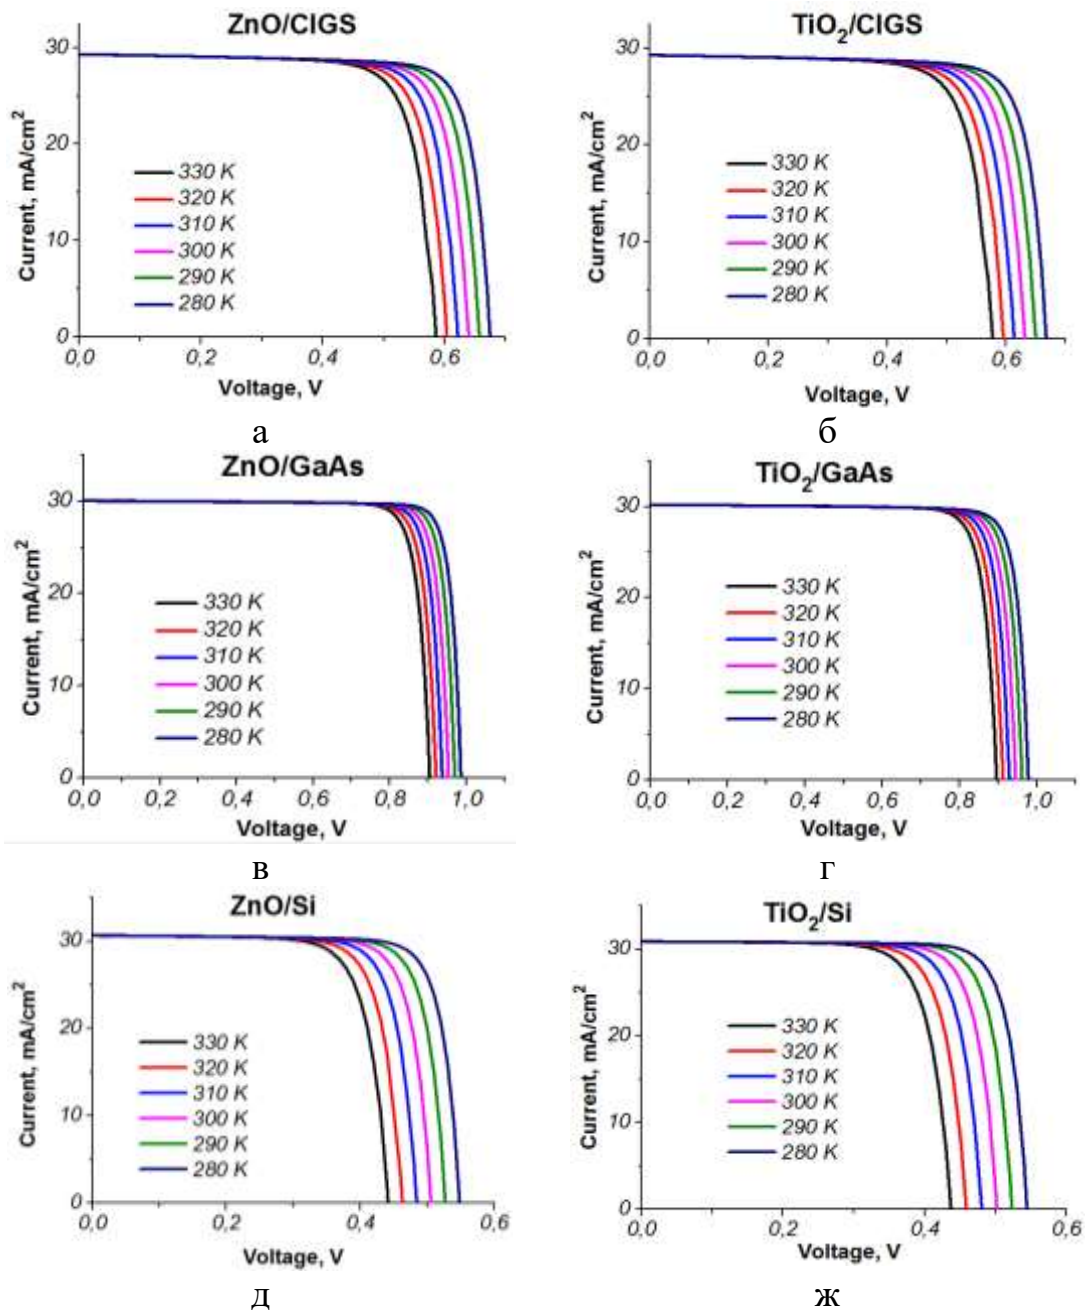 ZnO/CIGS
Current, mA/cm²
30
20
10
0
330 K
320 K
310 K
300 K
290 K
280 K
0,0 0,2 0,4 0,6
Voltage, V
а
TiO₂/CIGS
Current, mA/cm²
30
20
10
0
330 K
320 K
310 K
300 K
290 K
280 K
0,0 0,2 0,4 0,6
Voltage, V
б
ZnO/GaAs
Current, mA/cm²
30
20
10
0
330 K
320 K
310 K
300 K
290 K
280 K
0,0 0,2 0,4 0,6 0,8 1,0
Voltage, V
в
TiO₂/GaAs
Current, mA/cm²
30
20
10
0
330 K
320 K
310 K
300 K
290 K
280 K
0,0 0,2 0,4 0,6 0,8 1,0
Voltage, V
г
ZnO/Si
Current, mA/cm²
30
20
10
0
330 K
320 K
310 K
300 K
290 K
280 K
0,0 0,2 0,4 0,6
Voltage, V
д
TiO₂/Si
Current, mA/cm²
30
20
10
0
330 K
320 K
310 K
300 K
290 K
280 K
0,0 0,2 0,4 0,6
Voltage, V
ж